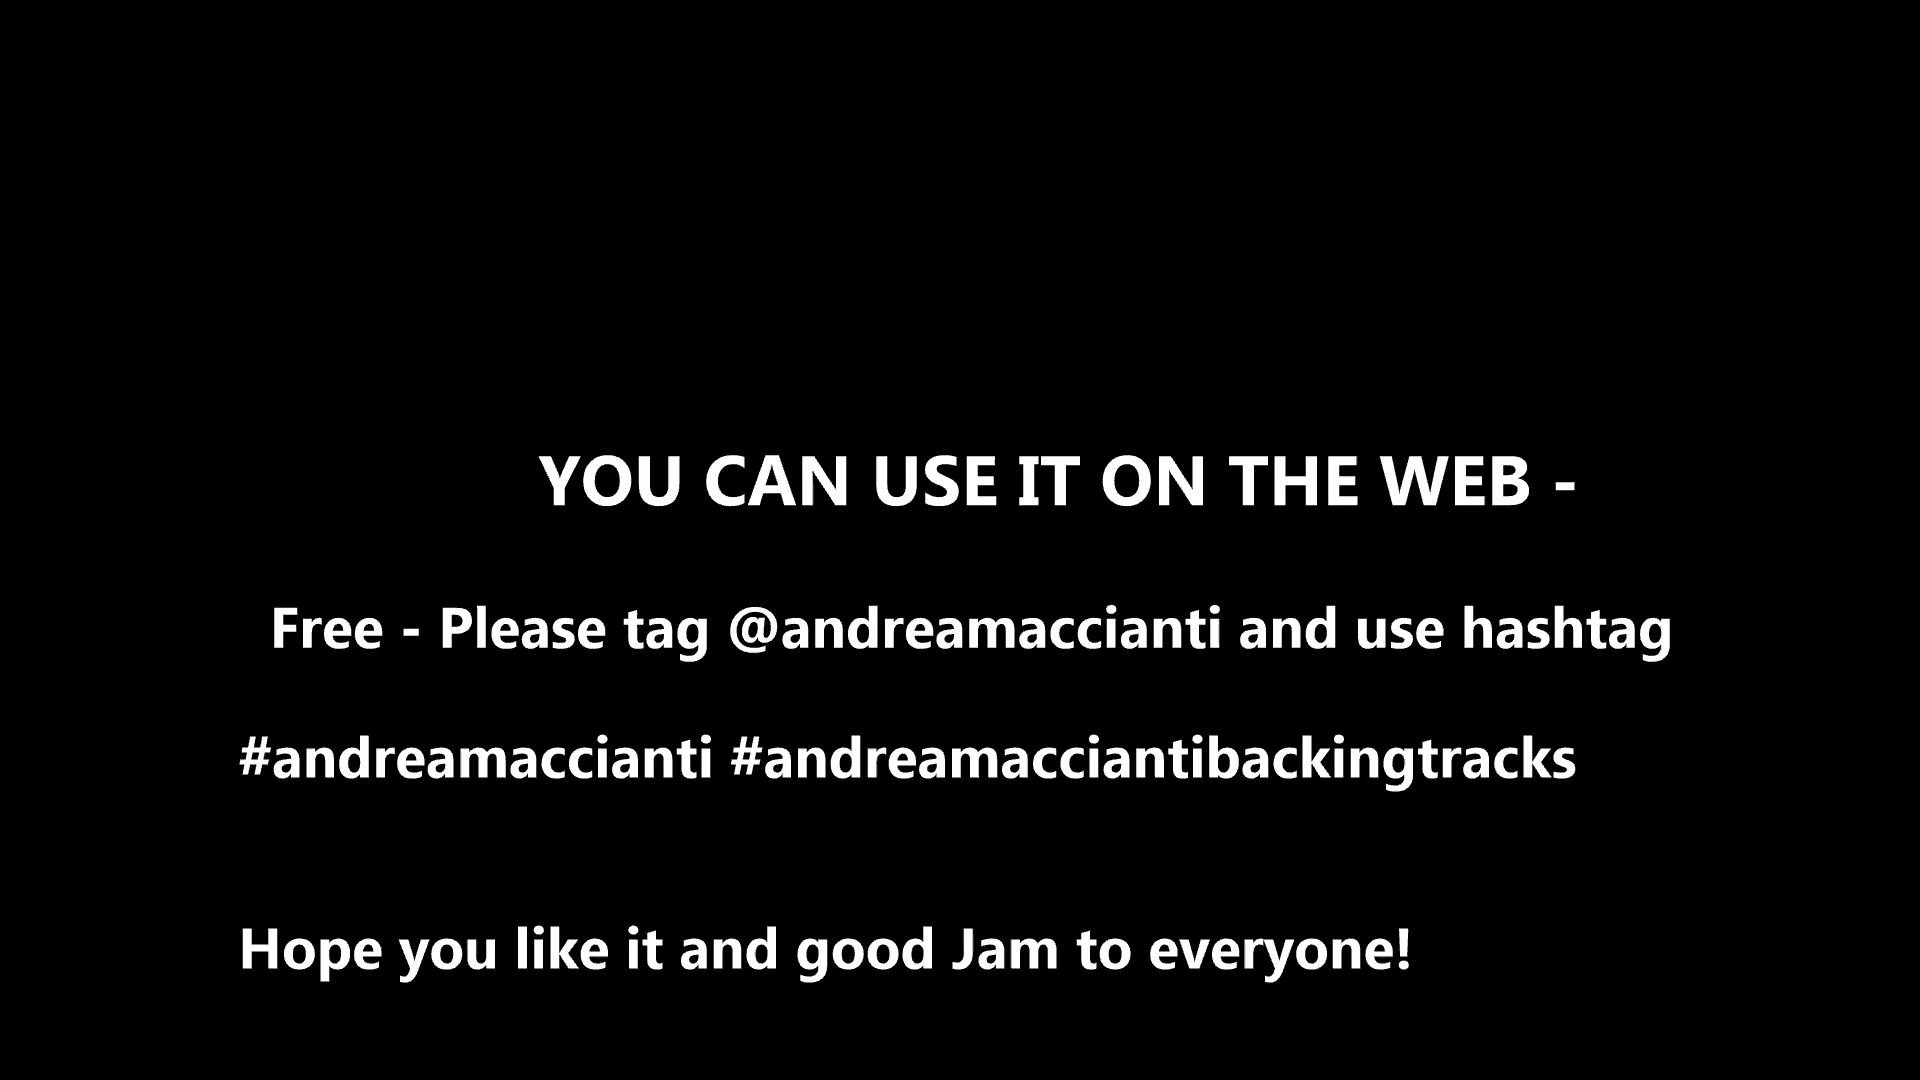 YOU CAN USE IT ON THE WEB -
Free - Please tag @andreamaccianti and use hashtag
#andreamaccianti #andreamacciantibackingtracks
Hope you like it and good Jam to everyone!